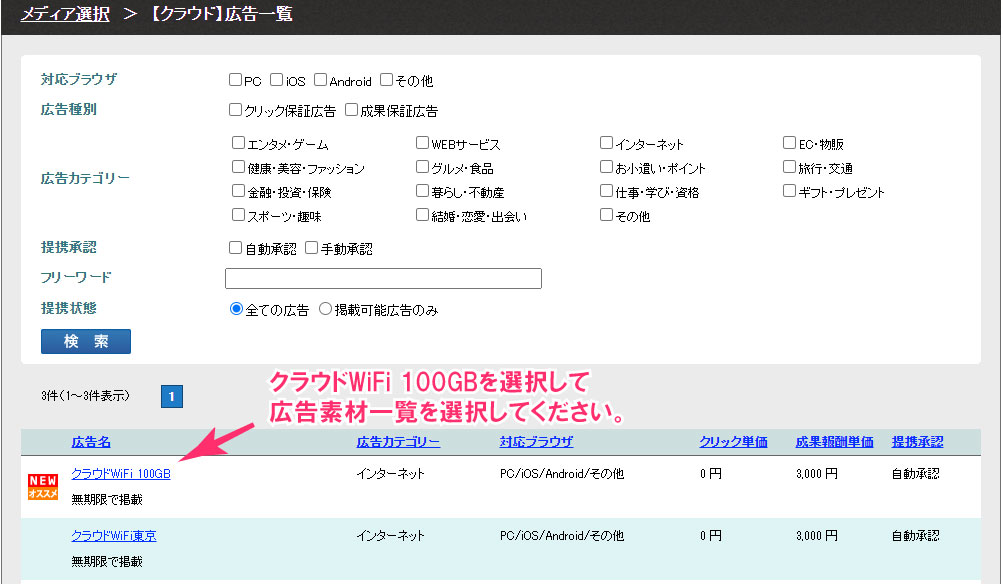 メディア選択 > 【クラウド】広告一覧
対応ブラウザ PC iOS Android その他
広告種別 クリック保証広告 成果保証広告
広告カテゴリー
エンタメ・ゲーム WEBサービス インターネット EC・物販
健康・美容・ファッション グルメ・食品 お小遣い・ポイント 旅行・交通
金融・投資・保険 暮らし・不動産 仕事・学び・資格 ギフト・プレゼント
スポーツ・趣味 結婚・恋愛・出会い その他
提携承認 自動承認 手動承認
フリーワード
提携状態 全ての広告 掲載可能広告のみ
検 索
3件(1～3件表示) 1
クラウドWiFi 100GBを選択して
広告素材一覧を選択してください。
広告名 広告カテゴリー 対応ブラウザ クリック単価 成果報酬単価 提携承認
NEW
オススメ
クラウドWiFi 100GB インターネット PC/iOS/Android/その他 0 円 3,000 円 自動承認
無期限で掲載
クラウドWiFi東京 インターネット PC/iOS/Android/その他 0 円 3,000 円 自動承認
無期限で掲載